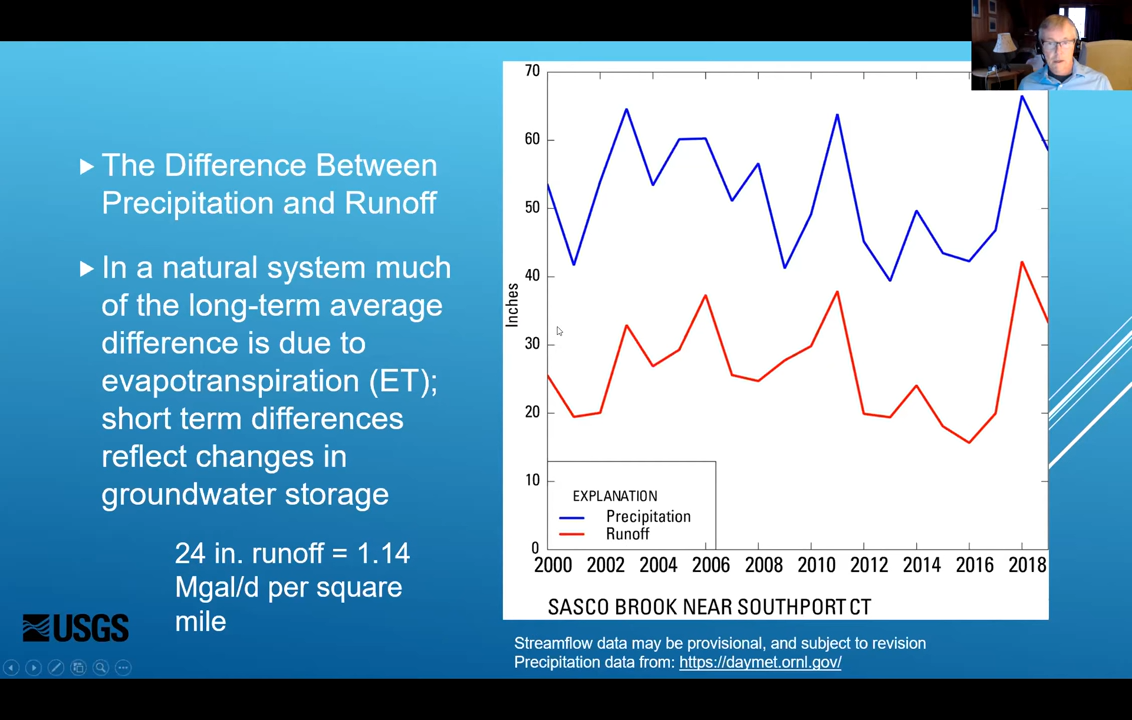 The Difference Between
Precipitation and Runoff
In a natural system much
of the long-term average
difference is due to
evapotranspiration (ET);
short term differences
reflect changes in
groundwater storage
24 in. runoff = 1.14
Mgal/d per square
mile
USGS
70
60
50
40
30
20
10
0
Inches
EXPLANATION
Precipitation
Runoff
2000 2002 2004 2006 2008 2010 2012 2014 2016 2018
SASCO BROOK NEAR SOUTHPORT CT
Streamflow data may be provisional, and subject to revision
Precipitation data from: https://daymet.ornl.gov/